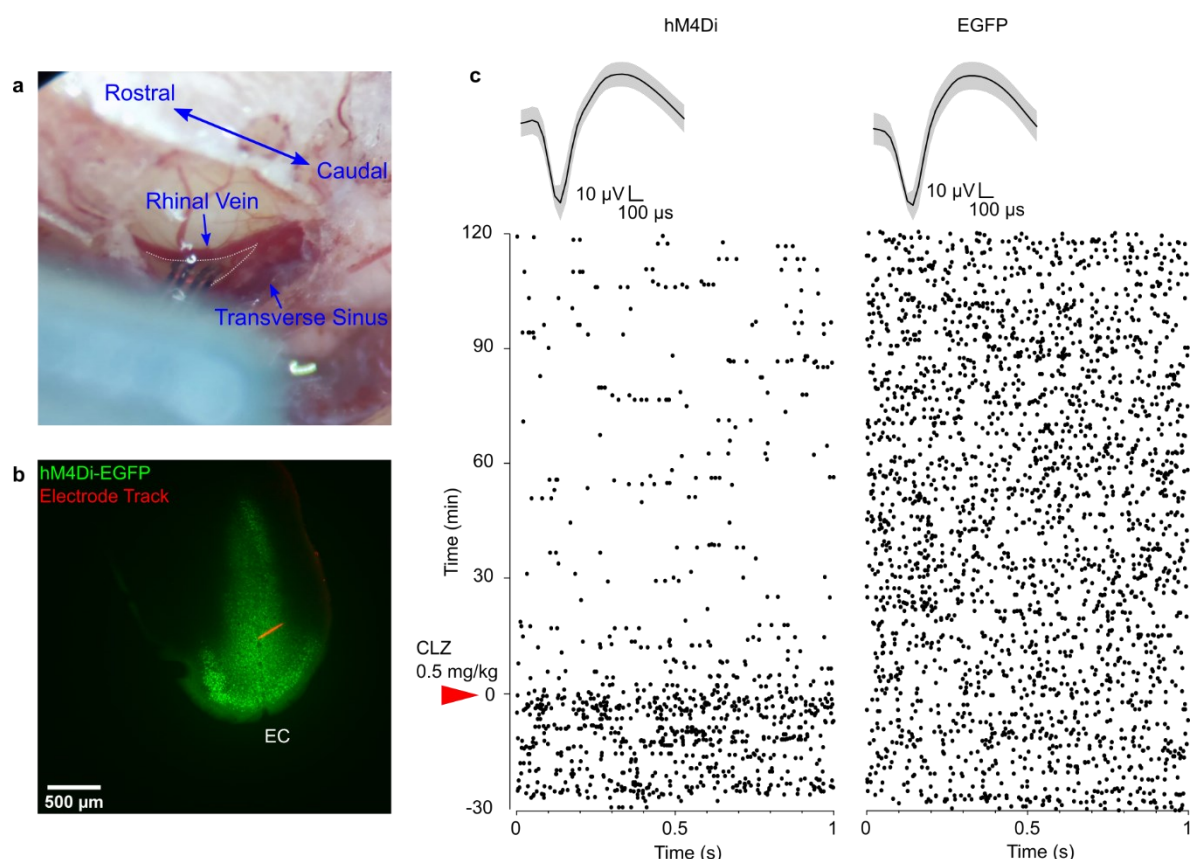 hM4Di
EGFP
a
Rostral
Caudal
Rhinal Vein
Transverse Sinus
b
hM4Di-EGFP
Electrode Track
EC
500 µm
c
10 µV
100 µs
10 µV
100 µs
120
90
60
30
0
-30
Time (min)
CLZ
0.5 mg/kg
0
0.5
1
Time (s)
0
0.5
1
Time (s)